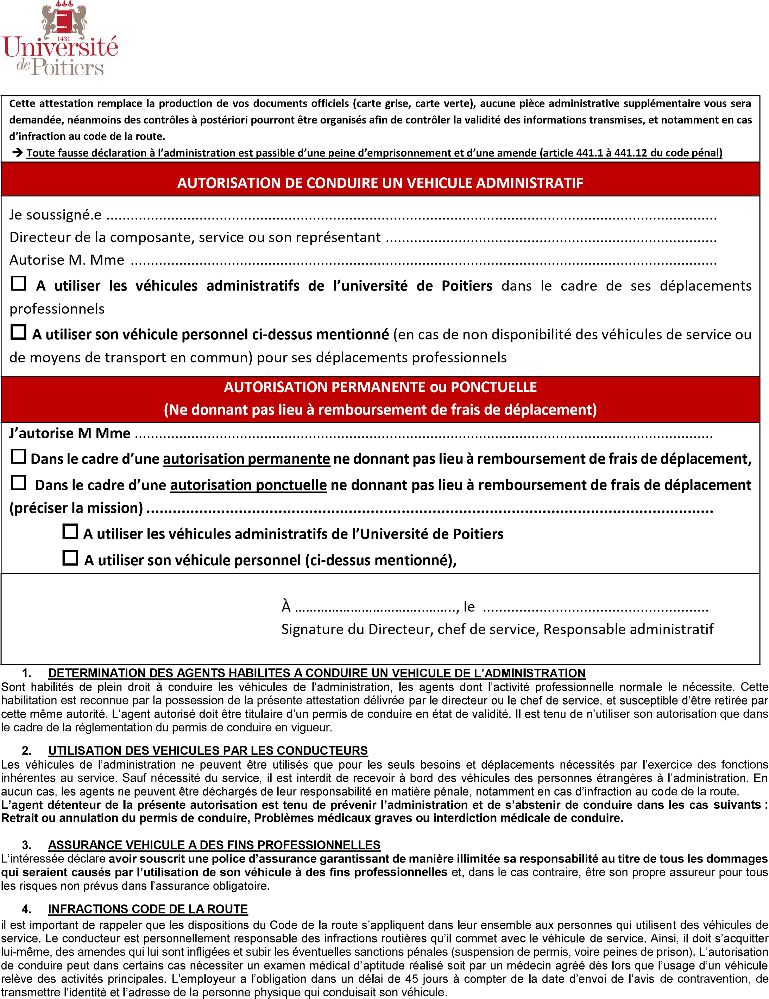 1431
Université
de Poitiers
Cette attestation remplace la production de vos documents officiels (carte grise, carte verte), aucune pièce administrative supplémentaire vous sera
demandée, néanmoins des contrôles à postériori pourront être organisés afin de contrôler la validité des informations transmises, et notamment en cas
d’infraction au code de la route.
➔ Toute fausse déclaration à l’administration est passible d’une peine d’emprisonnement et d’une amende (article 441.1 à 441.12 du code pénal)
AUTORISATION DE CONDUIRE UN VEHICULE ADMINISTRATIF
Je soussigné.e ..........................................................................................
Directeur de la composante, service ou son représentant ..........................................................................................
Autorise M. Mme ..........................................................................................
☐ A utiliser les véhicules administratifs de l’université de Poitiers dans le cadre de ses déplacements
professionnels
☐ A utiliser son véhicule personnel ci-dessus mentionné (en cas de non disponibilité des véhicules de service ou
de moyens de transport en commun) pour ses déplacements professionnels
AUTORISATION PERMANENTE ou PONCTUELLE
(Ne donnant pas lieu à remboursement de frais de déplacement)
J’autorise M Mme ..........................................................................................
☐ Dans le cadre d’une autorisation permanente ne donnant pas lieu à remboursement de frais de déplacement,
☐ Dans le cadre d’une autorisation ponctuelle ne donnant pas lieu à remboursement de frais de déplacement
(préciser la mission) ..........................................................................................
☐ A utiliser les véhicules administratifs de l’Université de Poitiers
☐ A utiliser son véhicule personnel (ci-dessus mentionné),
À ......................................, le ......................................................
Signature du Directeur, chef de service, Responsable administratif
1. DETERMINATION DES AGENTS HABILITES A CONDUIRE UN VEHICULE DE L’ADMINISTRATION
Sont habilités de plein droit à conduire les véhicules de l’administration, les agents dont l’activité professionnelle normale le nécessite. Cette
habilitation est reconnue par la possession de la présente attestation délivrée par le directeur ou le chef de service, et susceptible d’être retirée par
cette même autorité. L’agent autorisé doit être titulaire d’un permis de conduire en état de validité. Il est tenu de n’utiliser son autorisation que dans
le cadre de la réglementation du permis de conduire en vigueur.
2. UTILISATION DES VEHICULES PAR LES CONDUCTEURS
Les véhicules de l’administration ne peuvent être utilisés que pour les seuls besoins et déplacements nécessités par l’exercice des fonctions
inhérentes au service. Sauf nécessité du service, il est interdit de recevoir à bord des véhicules des personnes étrangères à l’administration. En
aucun cas, les agents ne peuvent être déchargés de leur responsabilité en matière pénale, notamment en cas d’infraction au code de la route.
L’agent détenteur de la présente autorisation est tenu de prévenir l’administration et de s’abstenir de conduire dans les cas suivants :
Retrait ou annulation du permis de conduire, Problèmes médicaux graves ou interdiction médicale de conduire.
3. ASSURANCE VEHICULE A DES FINS PROFESSIONNELLES
L’intéressée déclare avoir souscrit une police d’assurance garantissant de manière illimitée sa responsabilité au titre de tous les dommages
qui seraient causés par l’utilisation de son véhicule à des fins professionnelles et, dans le cas contraire, être son propre assureur pour tous
les risques non prévus dans l’assurance obligatoire.
4. INFRACTIONS CODE DE LA ROUTE
il est important de rappeler que les dispositions du Code de la route s’appliquent dans leur ensemble aux personnes qui utilisent des véhicules de
service. Le conducteur est personnellement responsable des infractions routières qu’il commet avec le véhicule de service. Ainsi, il doit s’acquitter
lui-même, des amendes qui lui sont infligées et subir les éventuelles sanctions pénales (suspension de permis, voire peines de prison). L’autorisation
de conduire peut dans certains cas nécessiter un examen médical d’aptitude réalisé soit par un médecin agréé dès lors que l’usage d’un véhicule
relève des activités principales. L’employeur a l’obligation dans un délai de 45 jours à compter de la date d’envoi de l’avis de contravention, de
transmettre l’identité et l’adresse de la personne physique qui conduisait son véhicule.